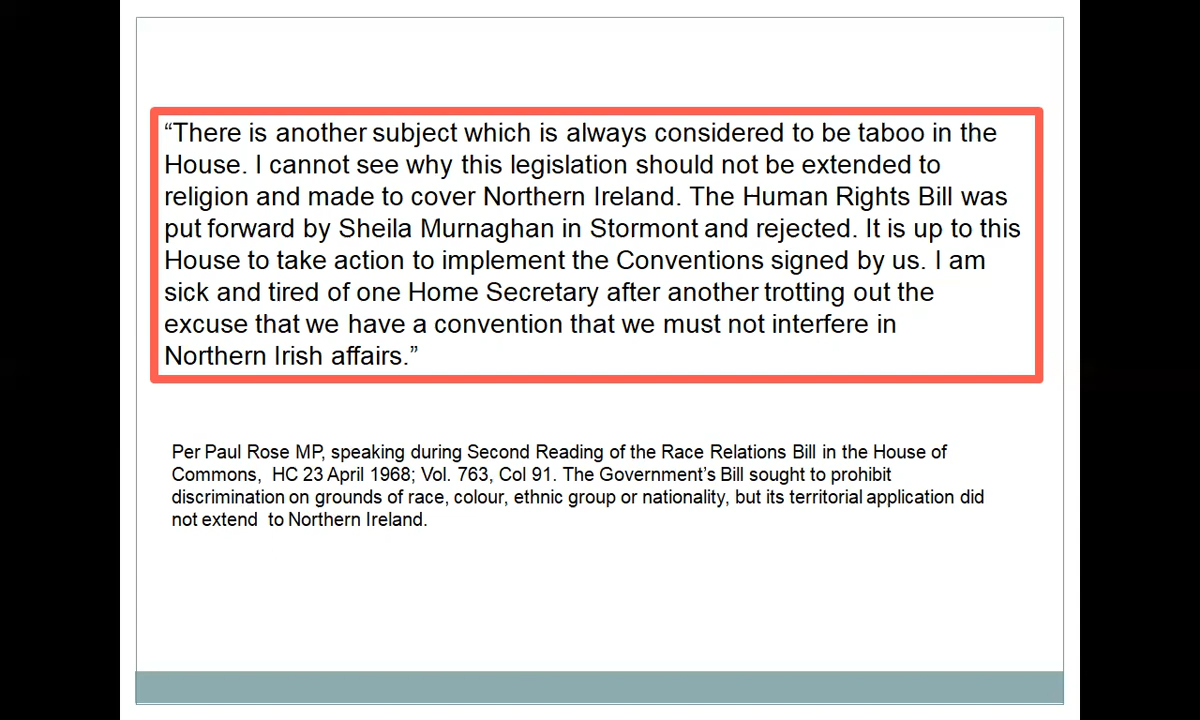 “There is another subject which is always considered to be taboo in the
House. I cannot see why this legislation should not be extended to
religion and made to cover Northern Ireland. The Human Rights Bill was
put forward by Sheila Murnaghan in Stormont and rejected. It is up to this
House to take action to implement the Conventions signed by us. I am
sick and tired of one Home Secretary after another trotting out the
excuse that we have a convention that we must not interfere in
Northern Irish affairs.”
Per Paul Rose MP, speaking during Second Reading of the Race Relations Bill in the House of
Commons,  HC 23 April 1968; Vol. 763, Col 91. The Government’s Bill sought to prohibit
discrimination on grounds of race, colour, ethnic group or nationality, but its territorial application did
not extend  to Northern Ireland.